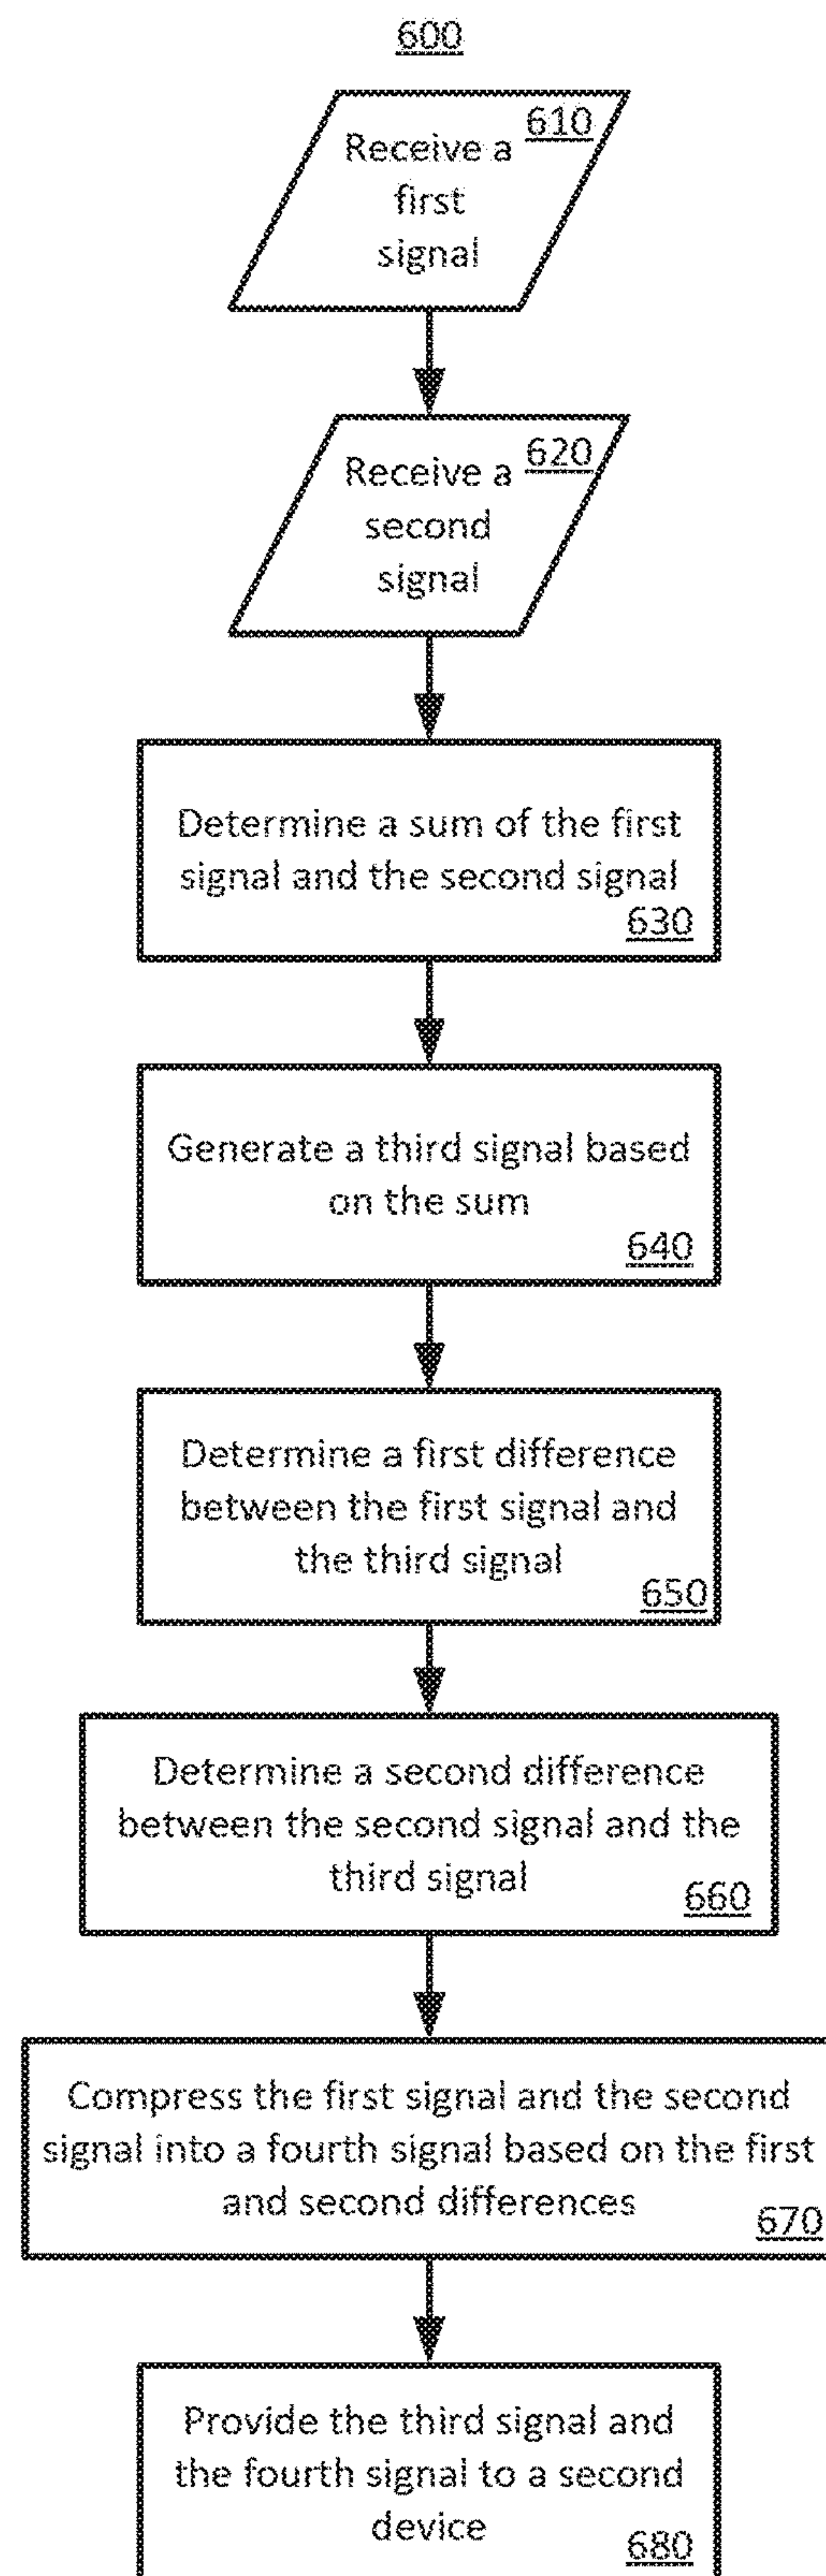 600
610
Receive a
first
signal
620
Receive a
second
signal
Determine a sum of the first
signal and the second signal
630
Generate a third signal based
on the sum
640
Determine a first difference
between the first signal and
the third signal
650
Determine a second difference
between the second signal and the
third signal
660
Compress the first signal and the second
signal into a fourth signal based on the first
and second differences
670
Provide the third signal and
the fourth signal to a second
device
680